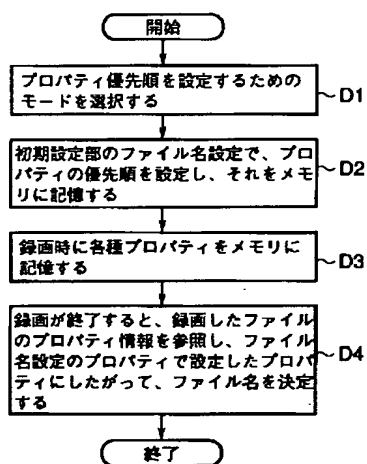 開始
プロパティ優先順を設定するための
モードを選択する
D1
初期設定部のファイル名設定で、プロ
パティの優先順を設定し、それをメモ
リに記憶する
D2
録画時に各種プロパティをメモリに
記憶する
D3
録画が終了すると、録画したファイル
のプロパティ情報を参照し、ファイル
名設定のプロパティで設定したプロパ
ティにしたがって、ファイル名を決定
する
D4
終了